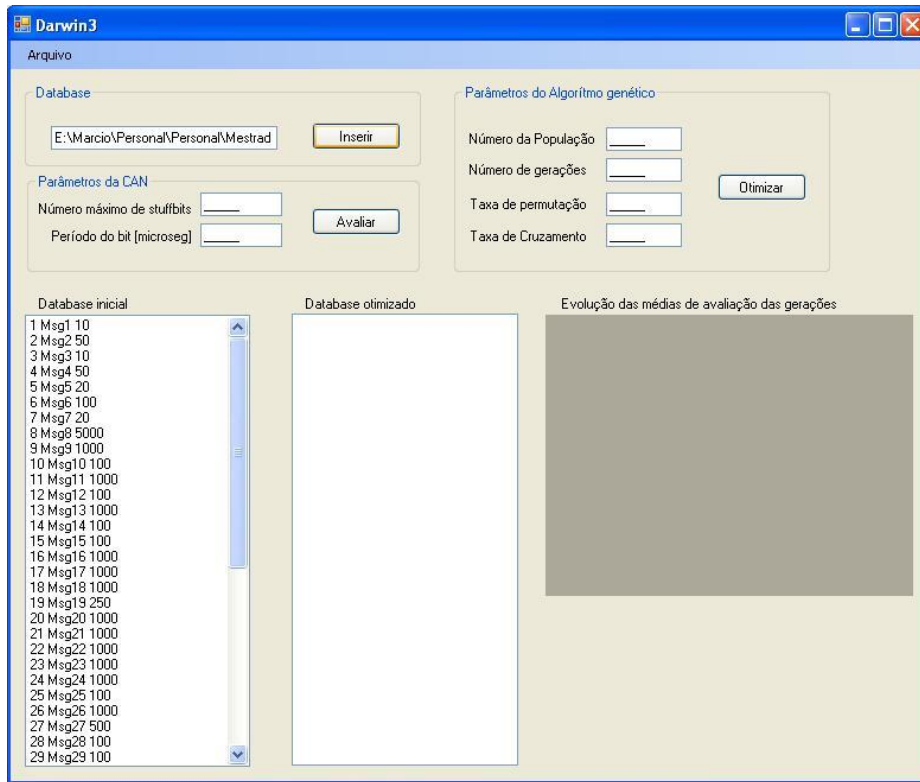 Darwin3
Arquivo
Database
E:\Marcio\Personal\Personal\Mestrad
Inserir
Parâmetros da CAN
Número máximo de stuffbits
Período do bit [microseg]
Avaliar
Parâmetros do Algorítmo genético
Número da População
Número de gerações
Taxa de permutação
Taxa de Cruzamento
Otimizar
Database inicial
1 Msg1 10
2 Msg2 50
3 Msg3 10
4 Msg4 50
5 Msg5 20
6 Msg6 100
7 Msg7 20
8 Msg8 5000
9 Msg9 1000
10 Msg10 100
11 Msg11 1000
12 Msg12 100
13 Msg13 1000
14 Msg14 100
15 Msg15 100
16 Msg16 1000
17 Msg17 1000
18 Msg18 1000
19 Msg19 250
20 Msg20 1000
21 Msg21 1000
22 Msg22 1000
23 Msg23 1000
24 Msg24 1000
25 Msg25 100
26 Msg26 1000
27 Msg27 500
28 Msg28 100
29 Msg29 100
Database otimizado
Evolução das médias de avaliação das gerações